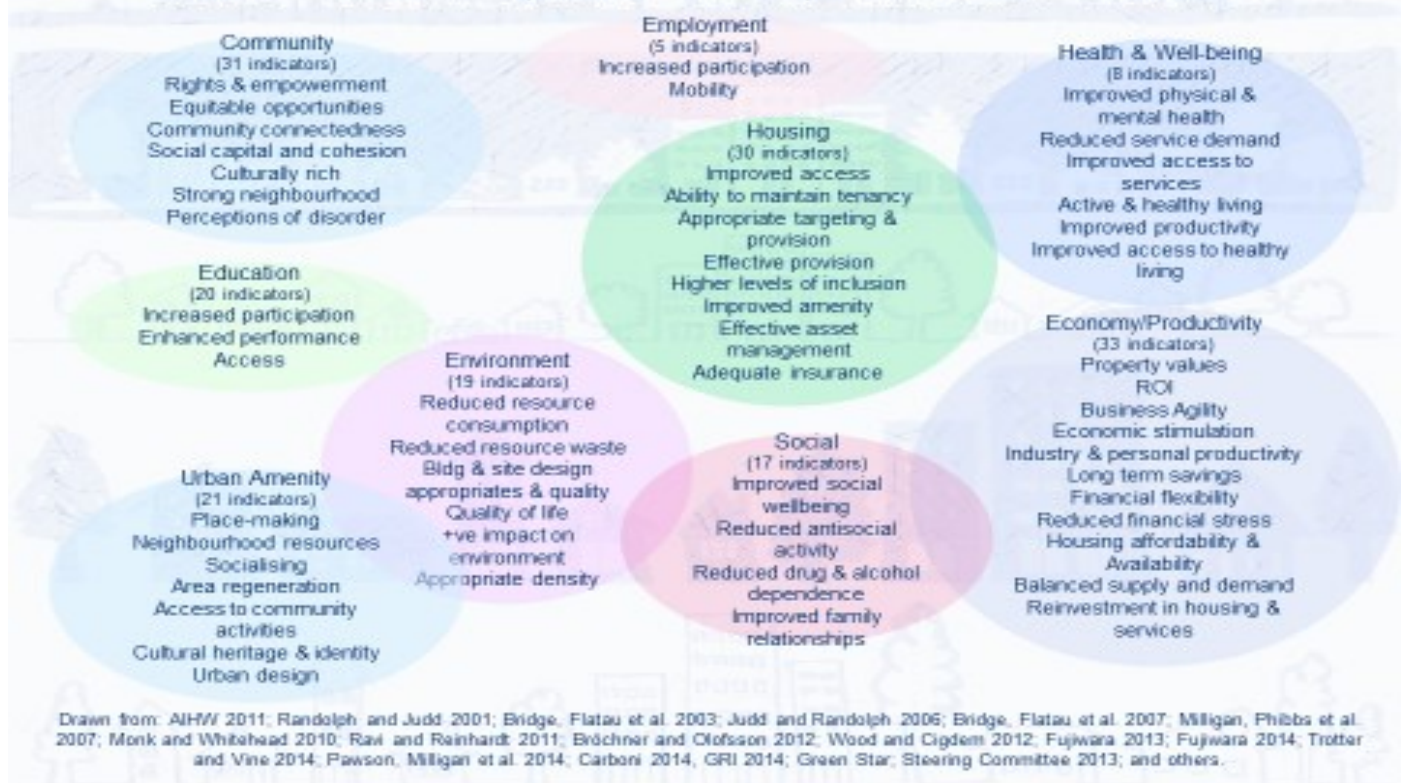 Employment
(5 indicators)
Increased participation
Mobility
Community
(31 indicators)
Rights & empowerment
Equitable opportunities
Community connectedness
Social capital and cohesion
Culturally rich
Strong neighbourhood
Perceptions of disorder
Health & Well-being
(8 indicators)
Improved physical &
mental health
Reduced service demand
Improved access to
services
Active & healthy living
Improved productivity
Improved access to healthy
living
Housing
(30 indicators)
Improved access
Ability to maintain tenancy
Appropriate targeting &
provision
Effective provision
Higher levels of inclusion
Improved amenity
Effective asset
management
Adequate insurance
Education
(20 indicators)
Increased participation
Enhanced performance
Access
Environment
(19 indicators)
Reduced resource
consumption
Reduced resource waste
Bldg & site design
appropriates & quality
Quality of life
+ve impact on
environment
Appropriate density
Economy/Productivity
(33 indicators)
Property values
ROI
Business Agility
Economic stimulation
Industry & personal productivity
Long term savings
Financial flexibility
Reduced financial stress
Housing affordability &
Availability
Balanced supply and demand
Reinvestment in housing &
services
Social
(17 indicators)
Improved social
wellbeing
Reduced antisocial
activity
Reduced drug & alcohol
dependence
Improved family
relationships
Urban Amenity
(21 indicators)
Place-making
Neighbourhood resources
Socialising
Area regeneration
Access to community
activities
Cultural heritage & identity
Urban design
Drawn from: AIHW 2011; Randolph and Judd 2001; Bridge, Flatau et al. 2003; Judd and Randolph 2006; Bridge, Flatau et al. 2007; Milligan, Phibbs et al.
2007; Monk and Whitehead 2010; Ravi and Reinhardt 2011; Bröchner and Olofsson 2012; Wood and Cigdem 2012; Fujiwara 2013; Fujiwara 2014; Trotter
and Vine 2014; Pawson, Milligan et al. 2014; Carboni 2014, GRI 2014; Green Star; Steering Committee 2013; and others.